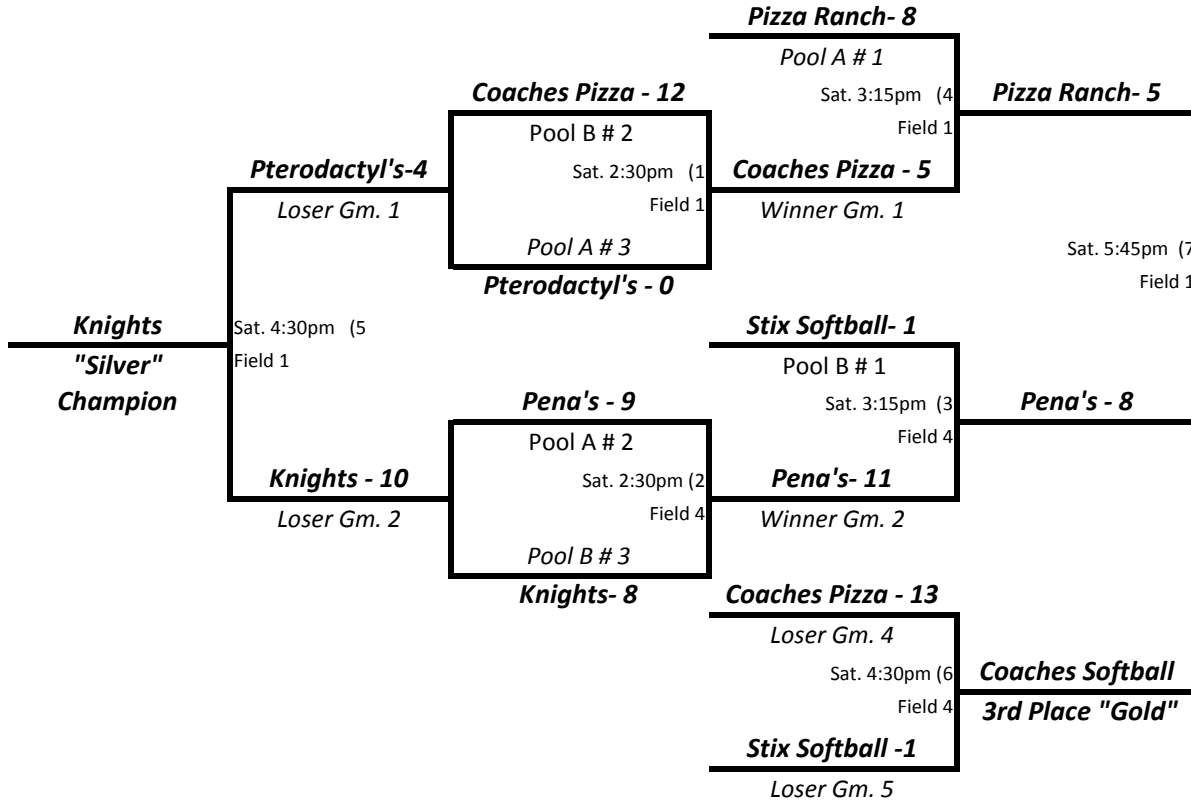 Pizza Ranch- 8
Pool A # 1
Coaches Pizza - 12
Sat. 3:15pm (4
Pizza Ranch- 5
Field 1
Pool B # 2
Pterodactyl's-4
Sat. 2:30pm (1
Coaches Pizza - 5
Loser Gm. 1
Field 1
Winner Gm. 1
Pool A # 3
Sat. 5:45pm (7
Pterodactyl's - 0
Field 1
Knights
Sat. 4:30pm (5
Stix Softball- 1
"Silver"
Field 1
Pool B # 1
Champion
Pena's - 9
Sat. 3:15pm (3
Pena's - 8
Pool A # 2
Field 4
Knights - 10
Sat. 2:30pm (2
Pena's- 11
Loser Gm. 2
Field 4
Winner Gm. 2
Pool B # 3
Knights- 8
Coaches Pizza - 13
Loser Gm. 4
Sat. 4:30pm (6
Coaches Softball
Field 4
3rd Place "Gold"
Stix Softball -1
Loser Gm. 5